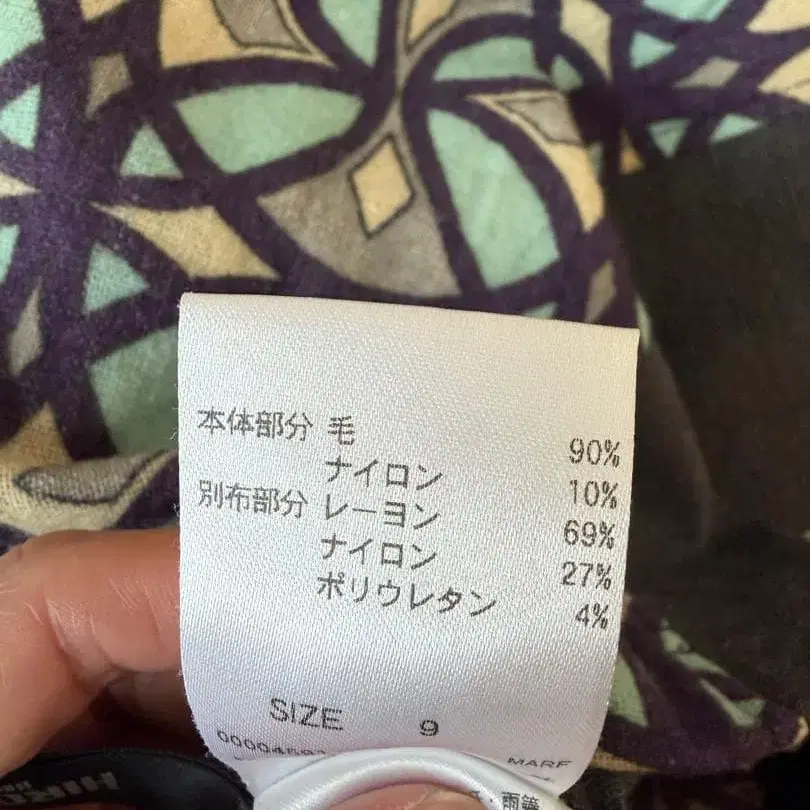 本体部分 毛 90%
ナイロン 10%
別布部分 レーヨン 69%
ナイロン 27%
ポリウレタン 4%
SIZE 9